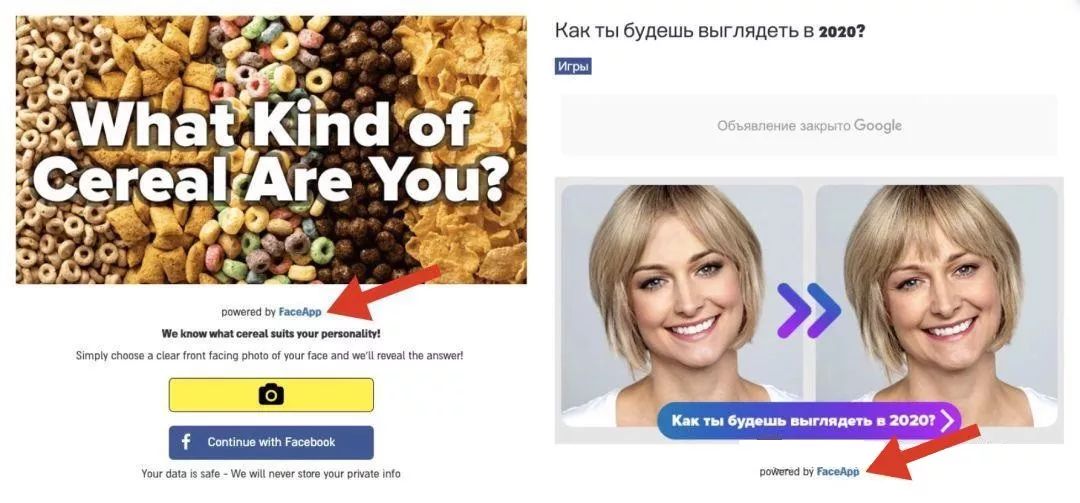 What Kind of
Cereal Are You?
powered by FaceApp
We know what cereal suits your personality!
Simply choose a clear front facing photo of your face and we'll reveal the answer!
Continue with Facebook
Your data is safe - We will never store your private info
Как ты будешь выглядеть в 2020?
Игры
Объявление закрыто Google
Как ты будешь выглядеть в 2020?
powered by FaceApp